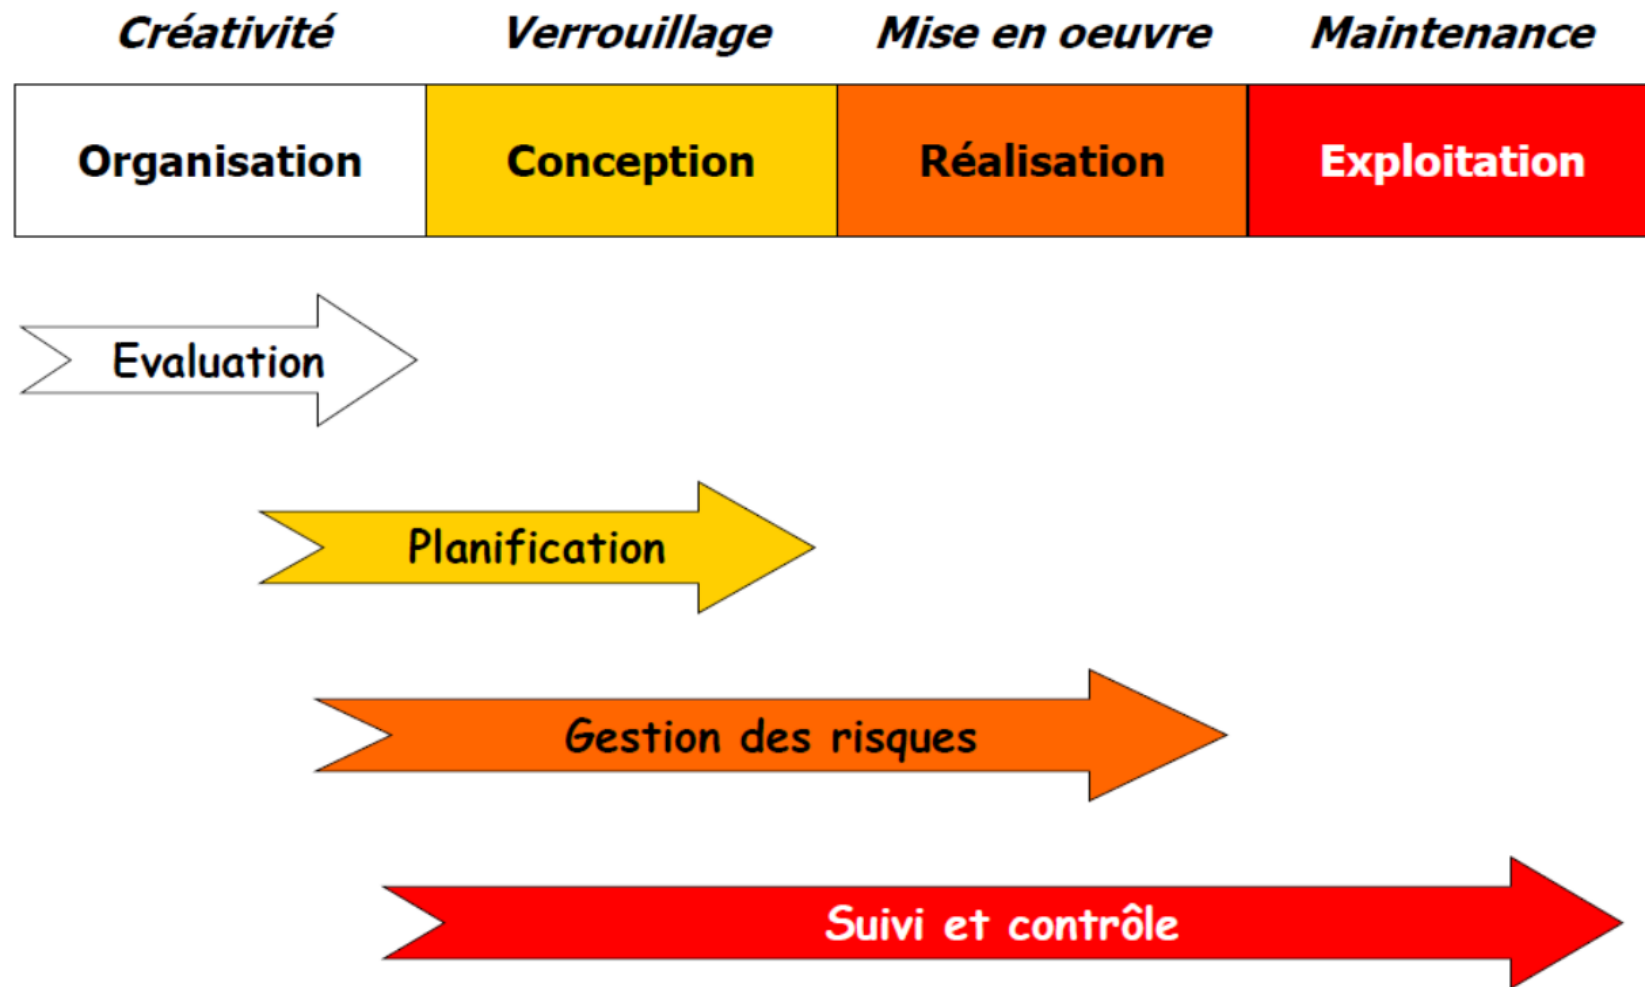 Créativité Verrouillage Mise en oeuvre Maintenance
Organisation Conception Réalisation Exploitation
Evaluation
Planification
Gestion des risques
Suivi et contrôle